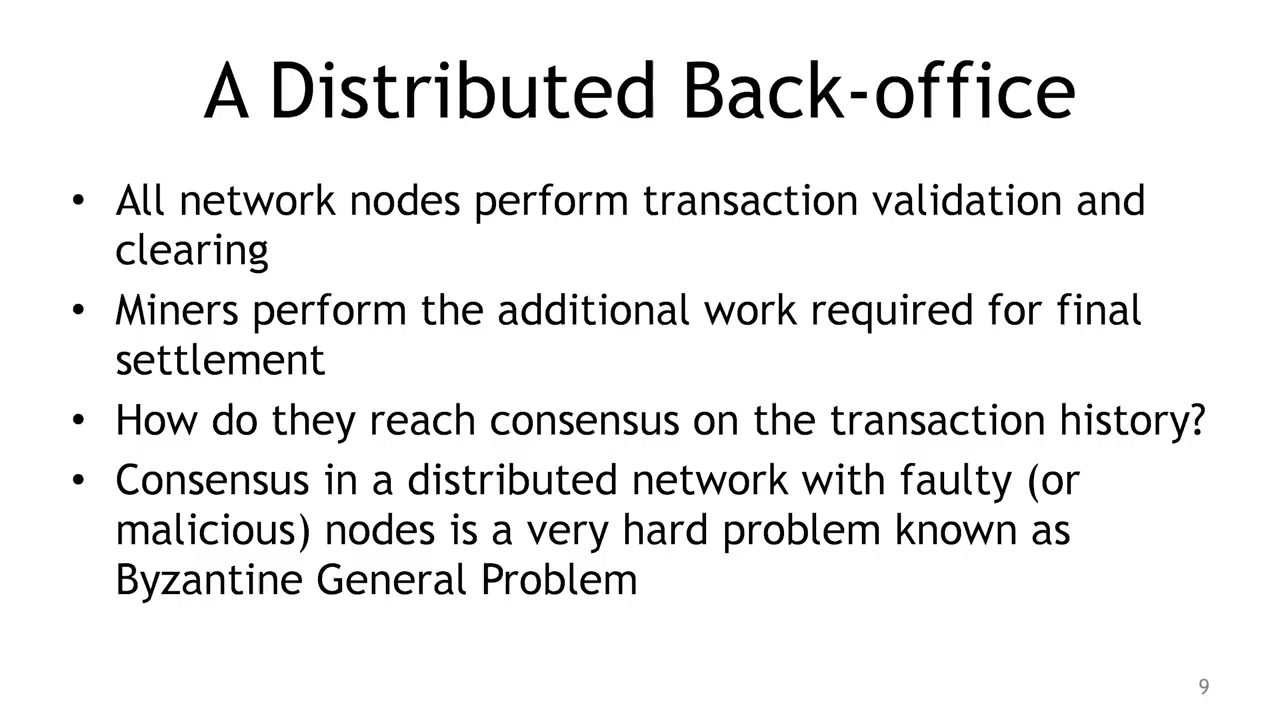 A Distributed Back-office
• All network nodes perform transaction validation and
clearing
• Miners perform the additional work required for final
settlement
• How do they reach consensus on the transaction history?
• Consensus in a distributed network with faulty (or
malicious) nodes is a very hard problem known as
Byzantine General Problem
9